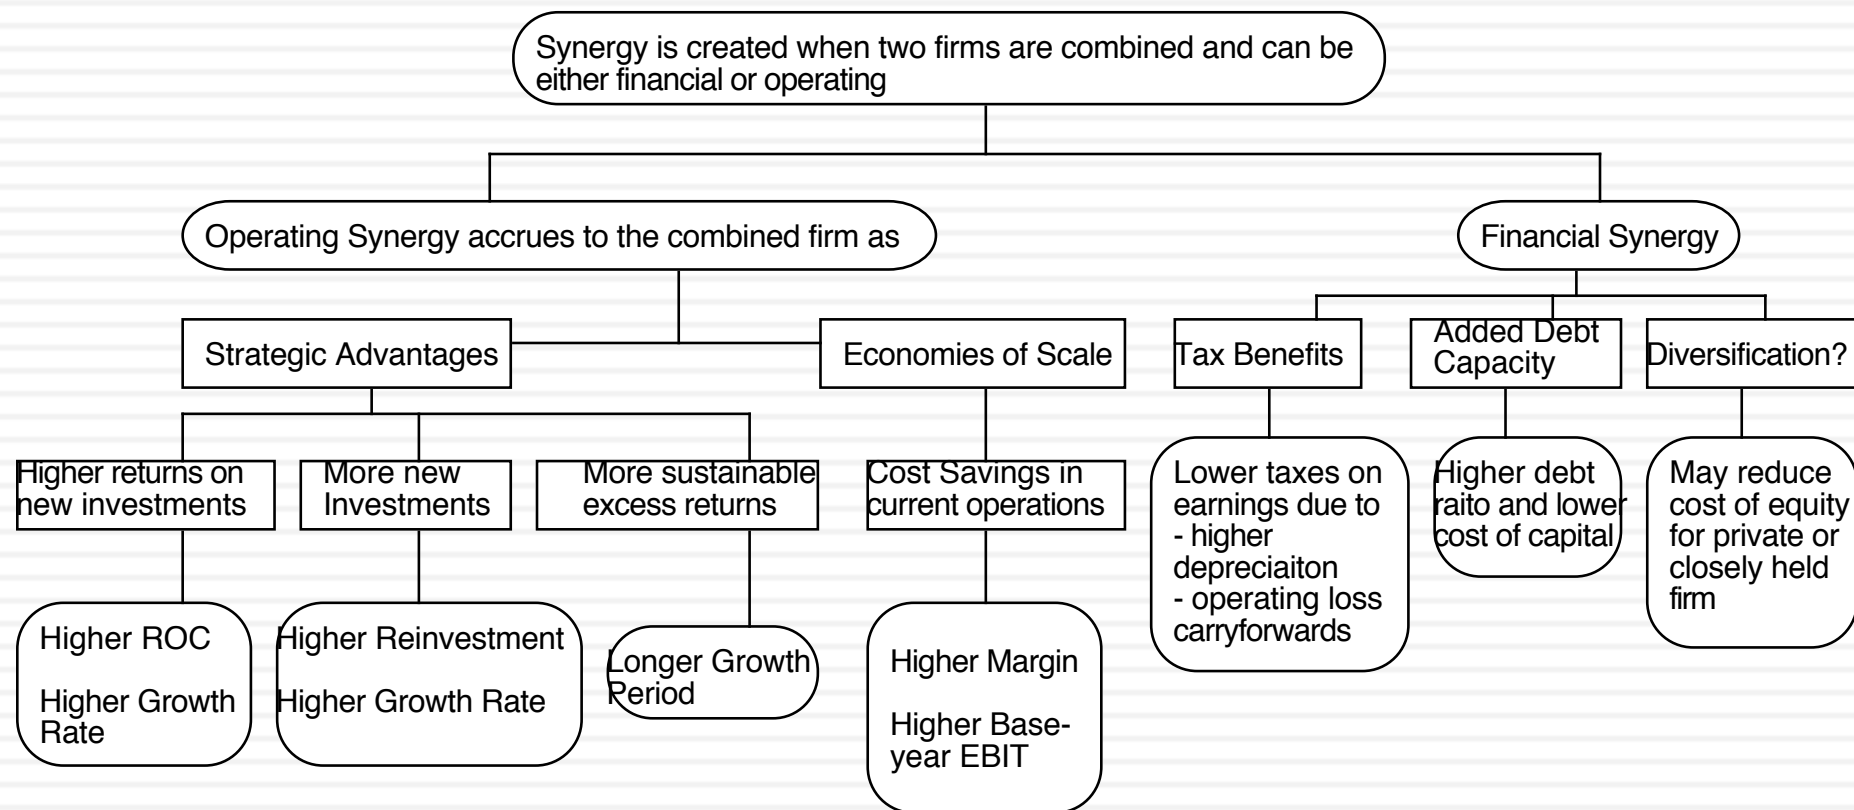 Synergy is created when two firms are combined and can be
either financial or operating
Operating Synergy accrues to the combined firm as
Financial Synergy
Strategic Advantages
Economies of Scale
Tax Benefits
Added Debt
Capacity
Diversification?
Higher returns on
new investments
More new
Investments
More sustainable
excess returns
Cost Savings in
current operations
Lower taxes on
earnings due to
- higher
depreciaiton
- operating loss
carryforwards
Higher debt
raito and lower
cost of capital
May reduce
cost of equity
for private or
closely held
firm
Higher ROC
Higher Growth
Rate
Higher Reinvestment
Higher Growth Rate
Longer Growth
Period
Higher Margin
Higher Base-
year EBIT